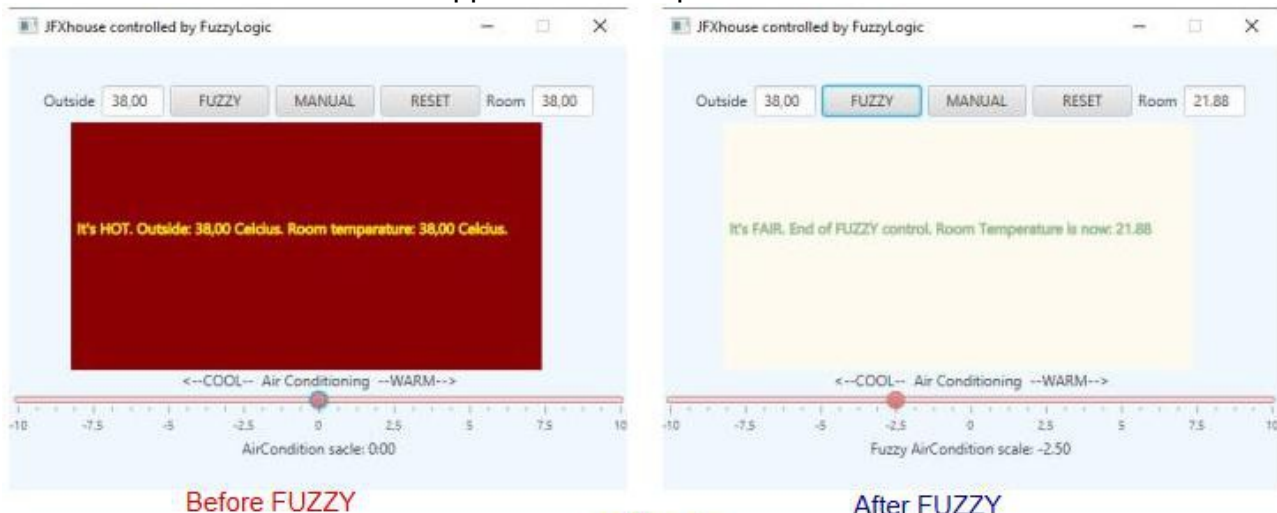 JFXhouse controlled by FuzzyLogic
Outside 38,00 FUZZY MANUAL RESET Room 38,00
It's HOT. Outside: 38,00 Celcius. Room temperature: 38,00 Celcius.
<--COOL-- Air Conditioning --WARM-->
-10 -7.5 -5 -2.5 0 2.5 5 7.5 10
AirCondition sacle: 0:00
Before FUZZY
JFXhouse controlled by FuzzyLogic
Outside 38,00 FUZZY MANUAL RESET Room 21.88
It's FAIR. End of FUZZY control. Room Temperature is now: 21.88
<--COOL-- Air Conditioning --WARM-->
-10 -7.5 -5 -2.5 0 2.5 5 7.5 10
Fuzzy AirCondition scale: -2.50
After FUZZY